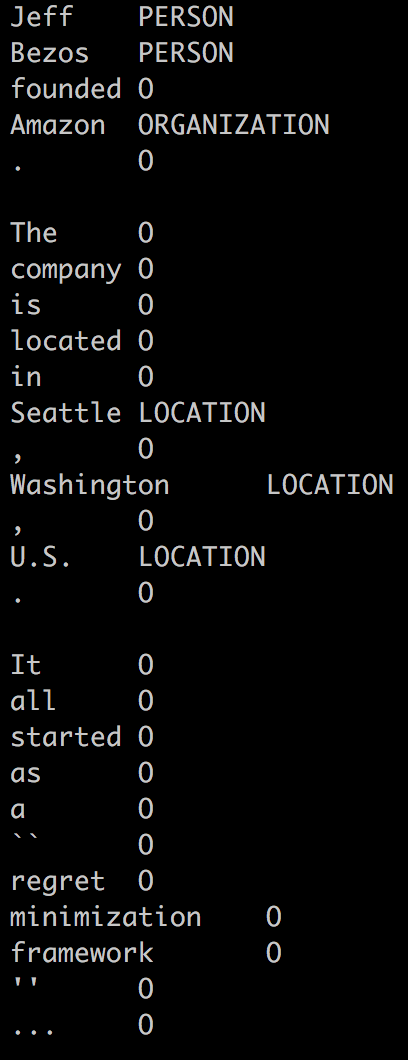 Jeff	PERSON
Bezos	PERSON
founded	O
Amazon	ORGANIZATION
.	O

The	O
company	O
is	O
located	O
in	O
Seattle	LOCATION
,	O
Washington	LOCATION
,	O
U.S.	LOCATION
.	O

It	O
all	O
started	O
as	O
a	O
``	O
regret	O
minimization	O
framework	O
''	O
...	O